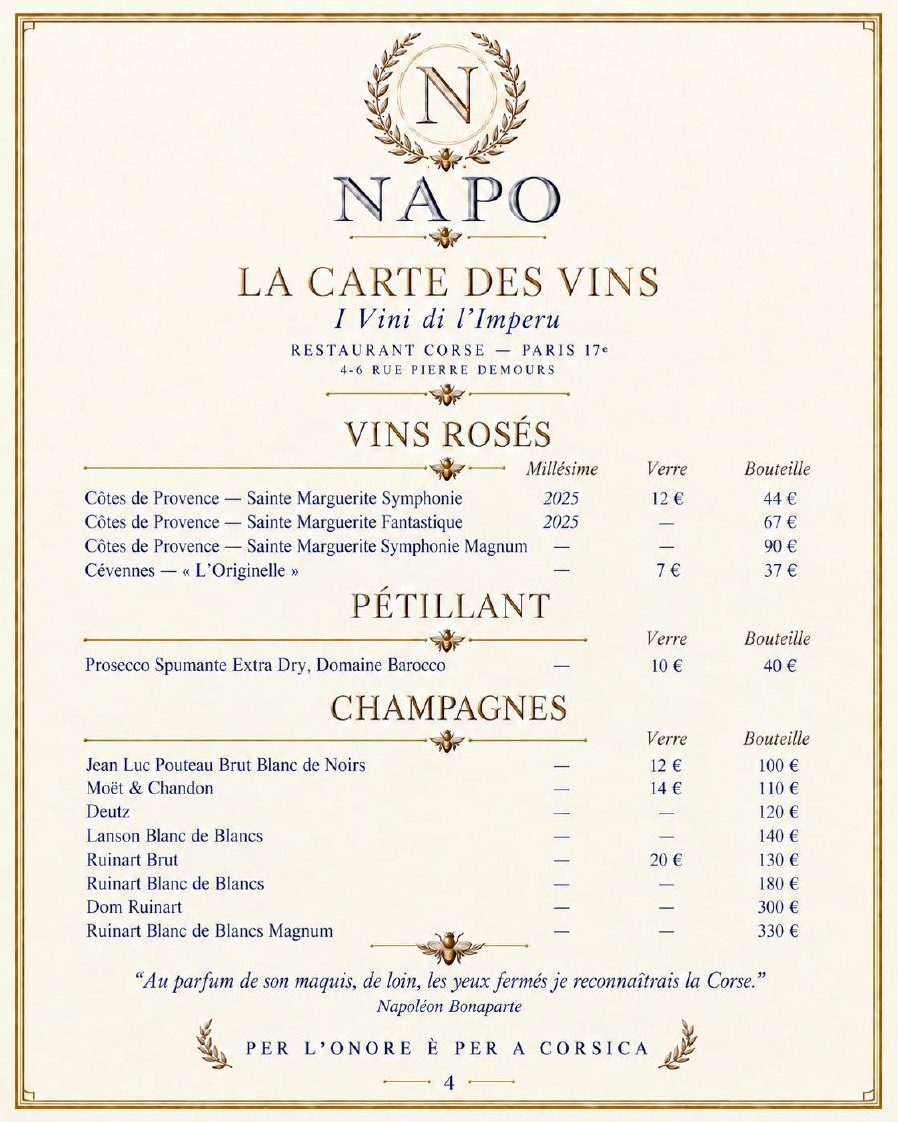 N
NAPO
LA CARTE DES VINS
I Vini di l’Imperu
RESTAURANT CORSE — PARIS 17e
4-6 RUE PIERRE DEMOURS
VINS ROSÉS
Millésime Verre Bouteille
Côtes de Provence — Sainte Marguerite Symphonie 2025 12 € 44 €
Côtes de Provence — Sainte Marguerite Fantastique 2025 — 67 €
Côtes de Provence — Sainte Marguerite Symphonie Magnum — — 90 €
Cévennes — « L’Originelle » — 7 € 37 €
PÉTILLANT
Verre Bouteille
Prosecco Spumante Extra Dry, Domaine Barocco — 10 € 40 €
CHAMPAGNES
Verre Bouteille
Jean Luc Pouteau Brut Blanc de Noirs — 12 € 100 €
Moët & Chandon — 14 € 110 €
Deutz — — 120 €
Lanson Blanc de Blancs — — 140 €
Ruinart Brut — 20 € 130 €
Ruinart Blanc de Blancs — — 180 €
Dom Ruinart — — 300 €
Ruinart Blanc de Blancs Magnum — — 330 €
“Au parfum de son maquis, de loin, les yeux fermés je reconnaîtrais la Corse.”
Napoléon Bonaparte
PER L’ONORE È PER A CORSICA
4